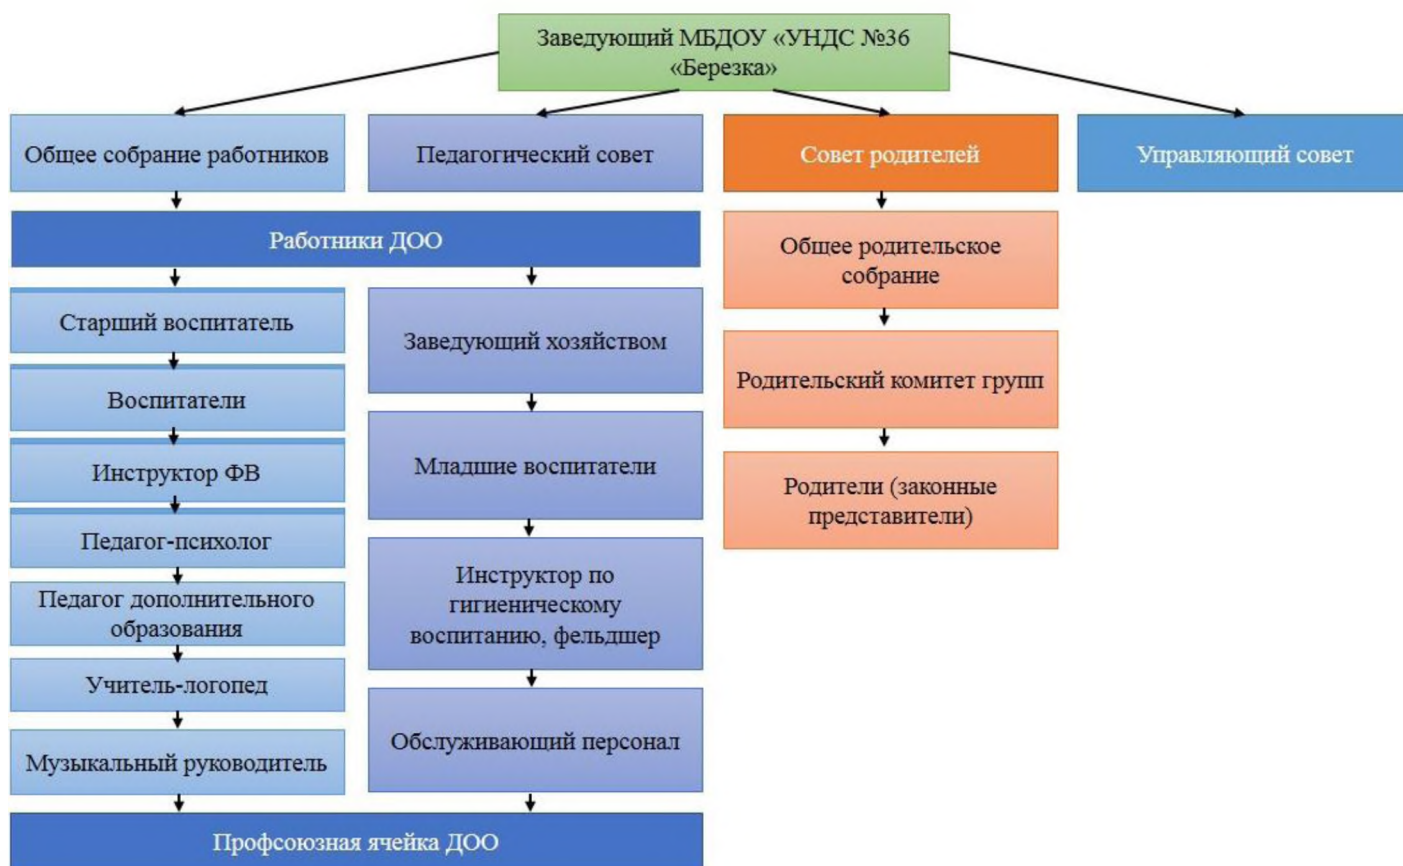 Заведующий МБДОУ «УНДС №36
«Березка»
Общее собрание работников
Педагогический совет
Совет родителей
Управляющий совет
Работники ДОО
Старший воспитатель
Воспитатели
Инструктор ФВ
Педагог-психолог
Педагог дополнительного
образования
Учитель-логопед
Музыкальный руководитель
Заведующий хозяйством
Младшие воспитатели
Инструктор по
гигиеническому
воспитанию, фельдшер
Обслуживающий персонал
Общее родительское
собрание
Родительский комитет групп
Родители (законные
представители)
Профсоюзная ячейка ДОО